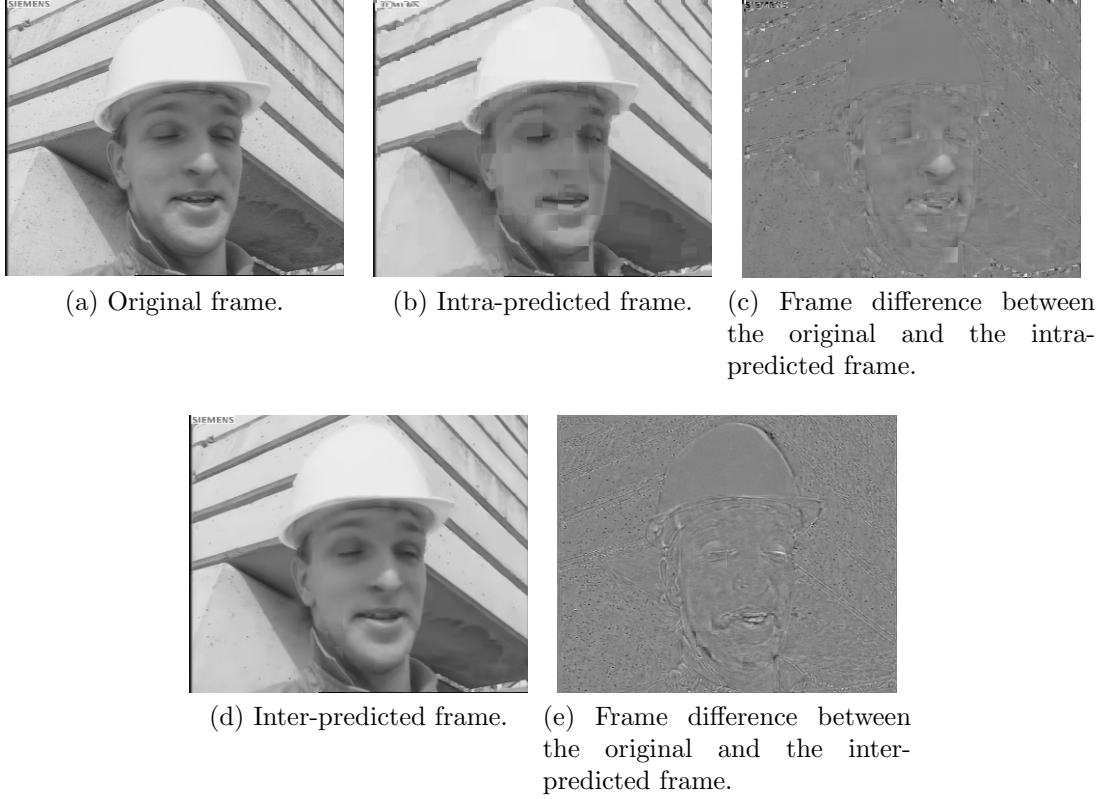 SIEMENS
SIEMENS
(a) Original frame.
(b) Intra-predicted frame.
(c) Frame difference between
the original and the intra-
predicted frame.
SIEMENS
(d) Inter-predicted frame.
(e) Frame difference between
the original and the inter-
predicted frame.